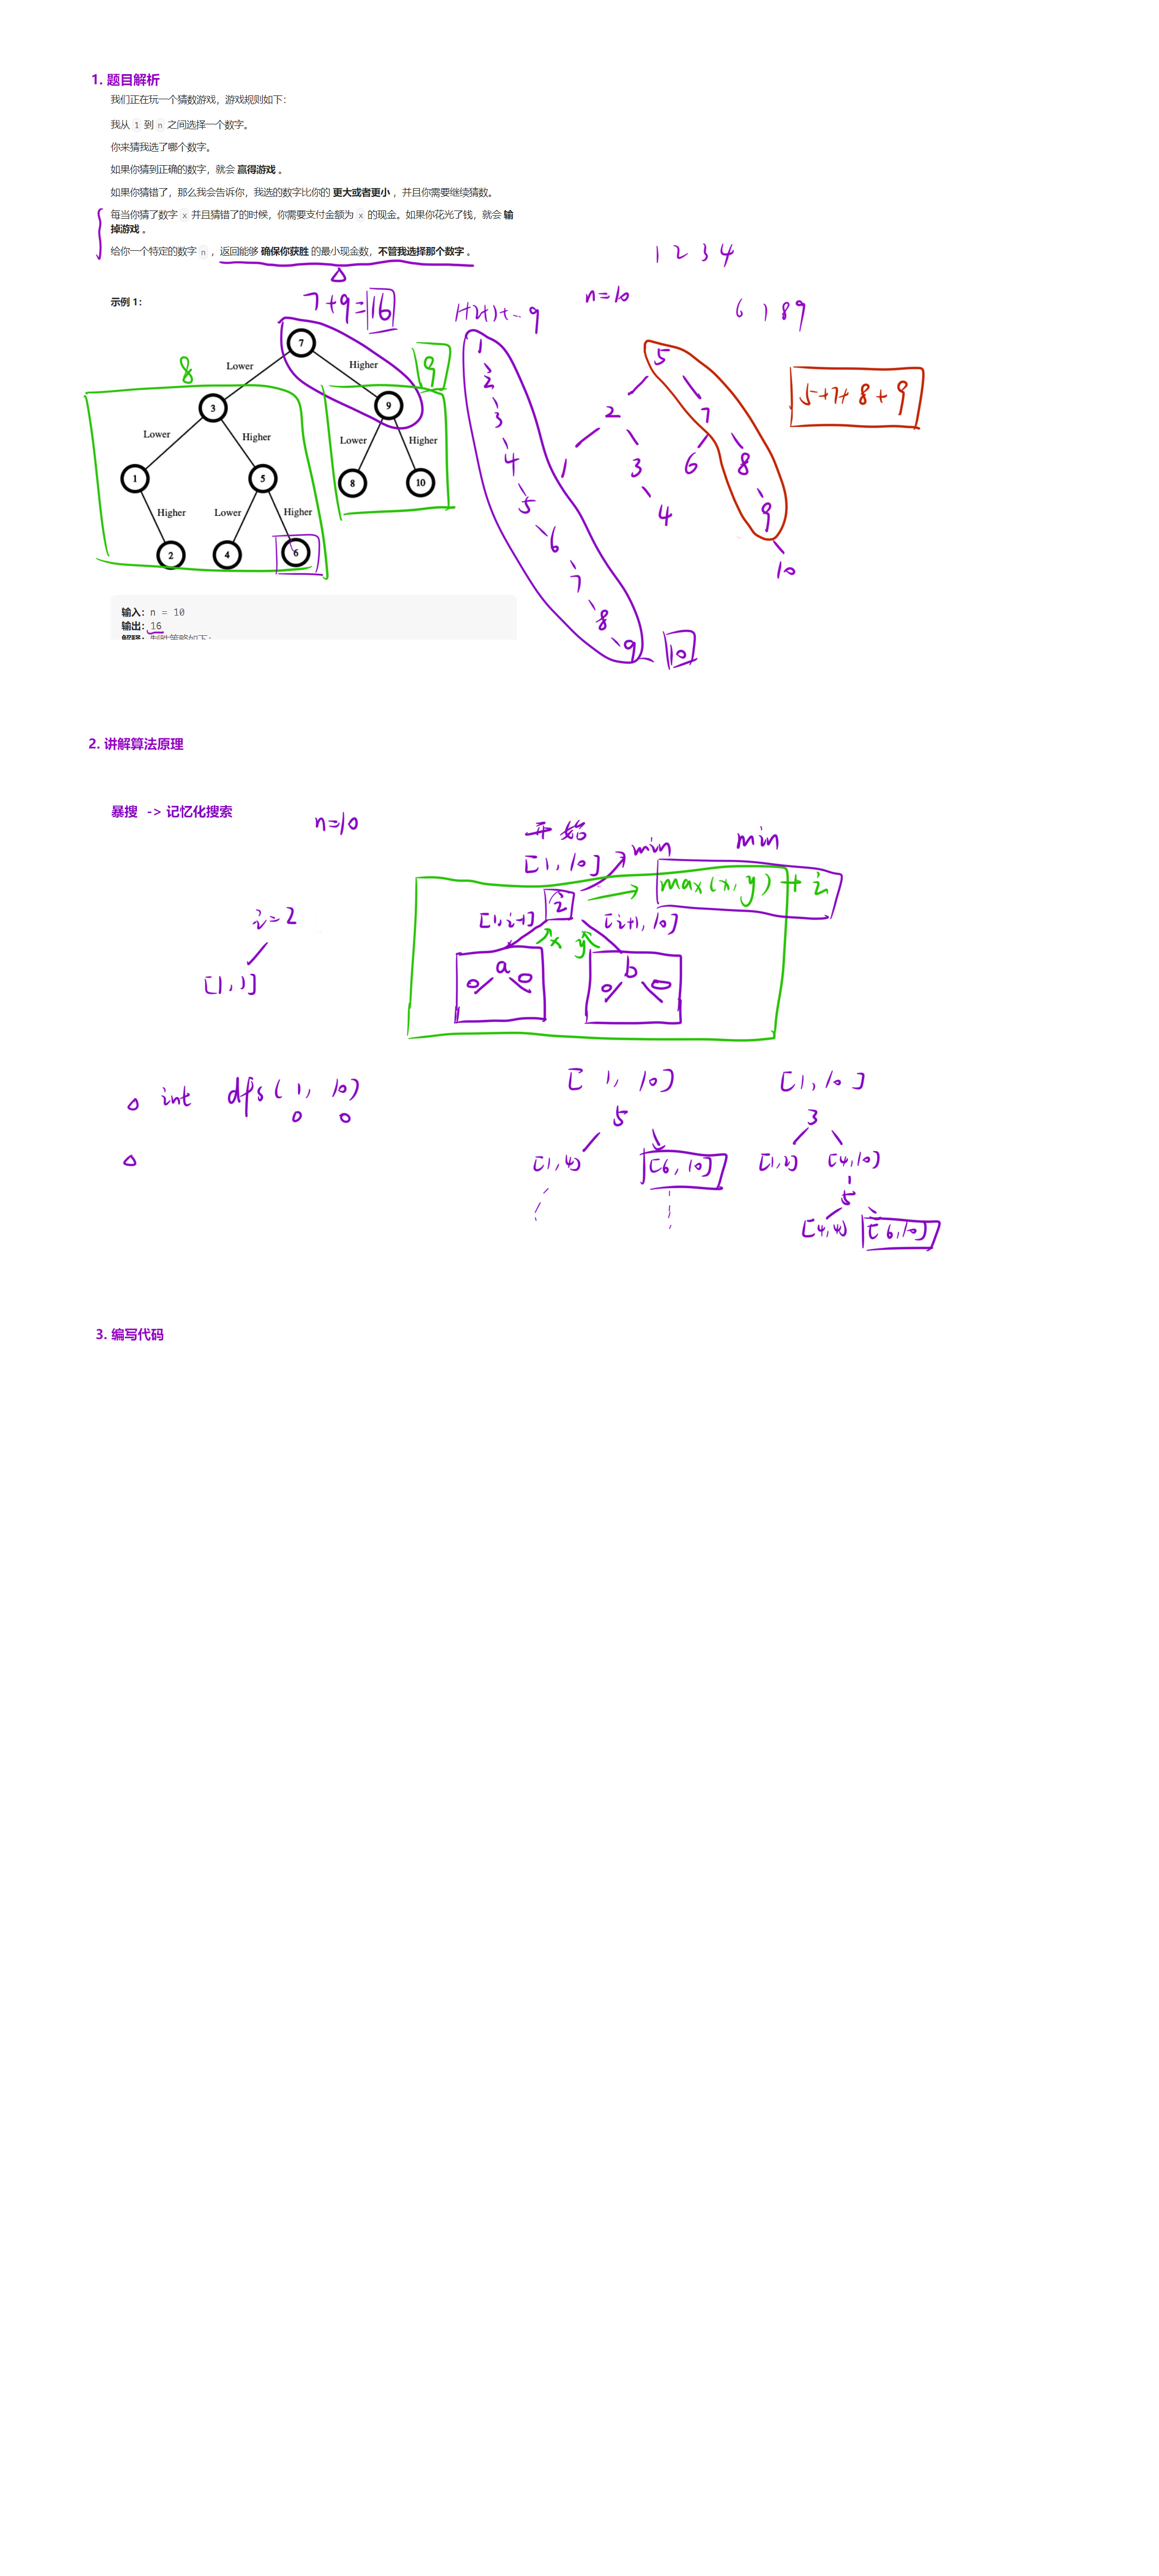 1. 题目解析
我们正在玩一个猜数游戏，游戏规则如下：
我从 1 到 n 之间选择一个数字。
你来猜我选了哪个数字。
如果你猜到正确的数字，就会 赢得游戏 。
如果你猜错了，那么我会告诉你，我选的数字比你的 更大或者更小 ，并且你需要继续猜数。
每当你猜了数字 x 并且猜错了的时候，你需要支付金额为 x 的现金。如果你花光了钱，就会 输
掉游戏 。
给你一个特定的数字 n ，返回能够 确保你获胜 的最小现金数，不管我选择那个数字 。
1 2 3 4
示例 1：
7+9=16
n=10
6 7 8 9
7
Lower
Higher
8
9
3
9
Lower
Higher
Lower
Higher
1
5
8
10
Higher
Lower
Higher
2
4
6
1
2
3
4
5
6
7
8
9
10
5
2
7
1
3
6
8
4
9
10
5+7+8+9
输入：n = 10
输出：16
解释：制胜策略如下：
2. 讲解算法原理
暴搜 -> 记忆化搜索
n=10
开始
[1, 10]
min
min
max(x, y) + i
i
[1, i-1]
[i+1, 10]
x
y
a
b
i=2
[1, 1]
int dfs(1, 10)
[1, 10]
5
[1, 4]
[6, 10]
[1, 10]
3
[1, 2]
[4, 10]
5
[4, 4]
[6, 10]
3. 编写代码